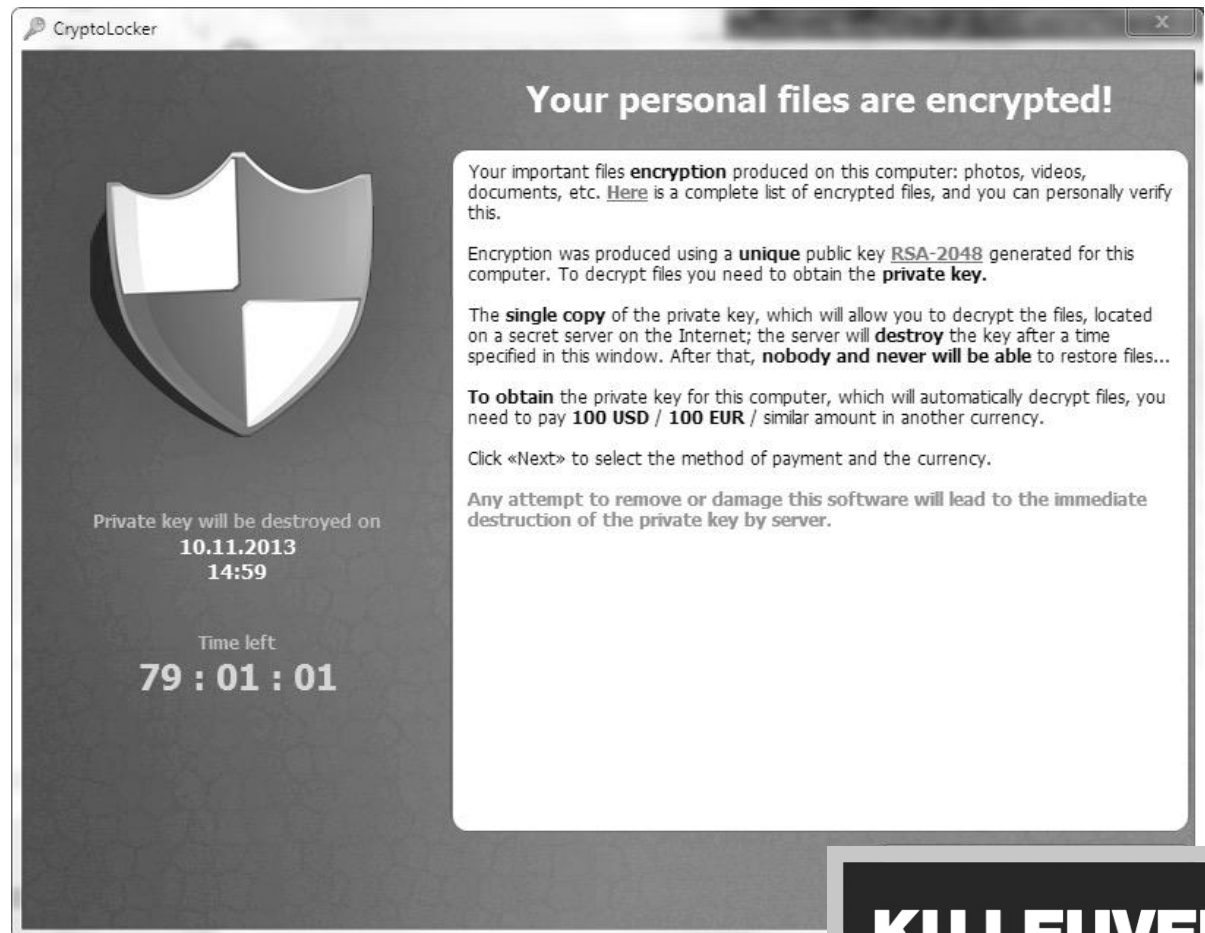 CryptoLocker
Your personal files are encrypted!
Your important files encryption produced on this computer: photos, videos,
documents, etc. Here is a complete list of encrypted files, and you can personally verify
this.
Encryption was produced using a unique public key RSA-2048 generated for this
computer. To decrypt files you need to obtain the private key.
The single copy of the private key, which will allow you to decrypt the files, located
on a secret server on the Internet; the server will destroy the key after a time
specified in this window. After that, nobody and never will be able to restore files...
To obtain the private key for this computer, which will automatically decrypt files, you
need to pay 100 USD / 100 EUR / similar amount in another currency.
Click «Next» to select the method of payment and the currency.
Any attempt to remove or damage this software will lead to the immediate
destruction of the private key by server.
Private key will be destroyed on
10.11.2013
14:59
Time left
79 : 01 : 01